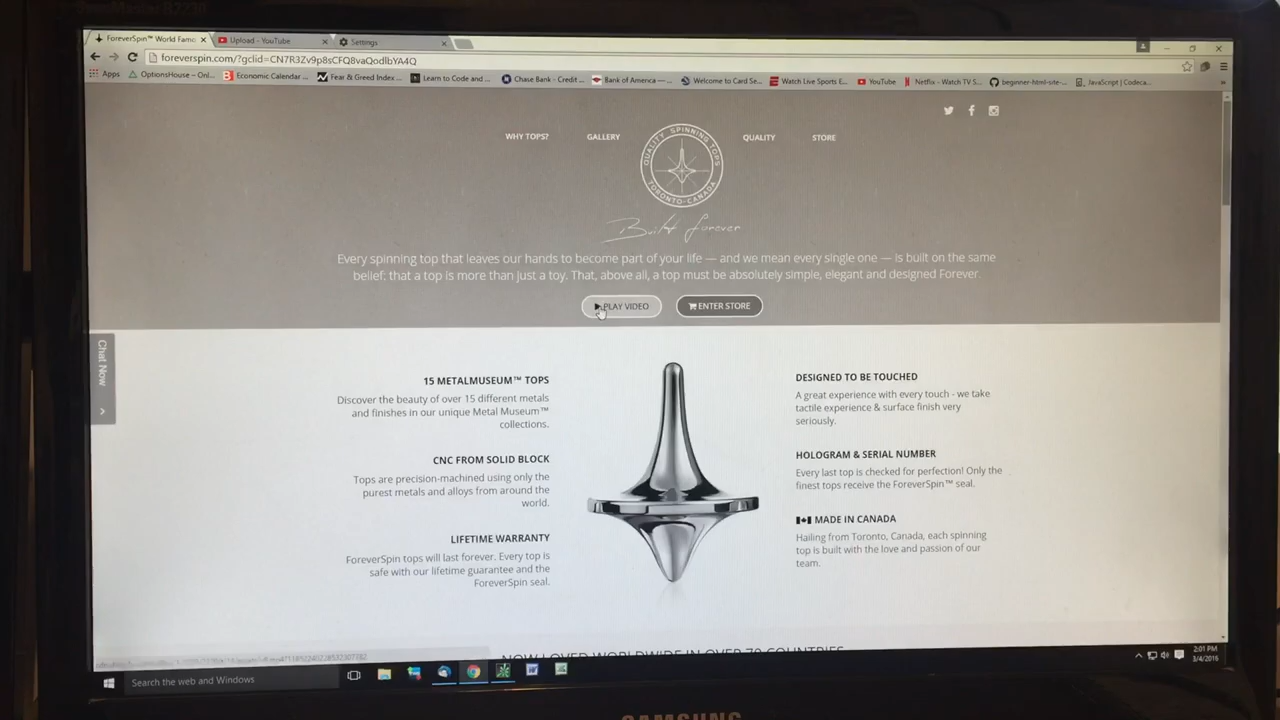 ForeverSpin™ World Famo
Upload - YouTube
Settings
foreverspin.com/?gclid=CN7R3Zv9p8sCFQ8vaQodlbYA4Q
Apps
OptionsHouse – Onl...
Economic Calendar ...
Fear & Greed Index ...
Learn to Code and ...
Chase Bank - Credit ...
Bank of America — ...
Welcome to Card Se...
Watch Live Sports E...
YouTube
Netflix - Watch TV S...
beginner-html-site-...
JavaScript | Codeca...
WHY TOPS?
GALLERY
QUALITY SPINNING TOPS
TORONTO-CANADA
QUALITY
STORE
Built forever
Every spinning top that leaves our hands to become part of your life — and we mean every single one — is built on the same
belief: that a top is more than just a toy. That, above all, a top must be absolutely simple, elegant and designed Forever.
PLAY VIDEO
ENTER STORE
Chat Now
15 METALMUSEUM™ TOPS
Discover the beauty of over 15 different metals
and finishes in our unique Metal Museum™
collections.
CNC FROM SOLID BLOCK
Tops are precision-machined using only the
purest metals and alloys from around the
world.
LIFETIME WARRANTY
ForeverSpin tops will last forever. Every top is
safe with our lifetime guarantee and the
ForeverSpin seal.
DESIGNED TO BE TOUCHED
A great experience with every touch - we take
tactile experience & surface finish very
seriously.
HOLOGRAM & SERIAL NUMBER
Every last top is checked for perfection! Only the
finest tops receive the ForeverSpin™ seal.
MADE IN CANADA
Hailing from Toronto, Canada, each spinning
top is built with the love and passion of our
team.
NOW LOVED WORLDWIDE IN OVER 70 COUNTRIES
Search the web and Windows
2:01 PM
3/4/2016
SAMSUNG